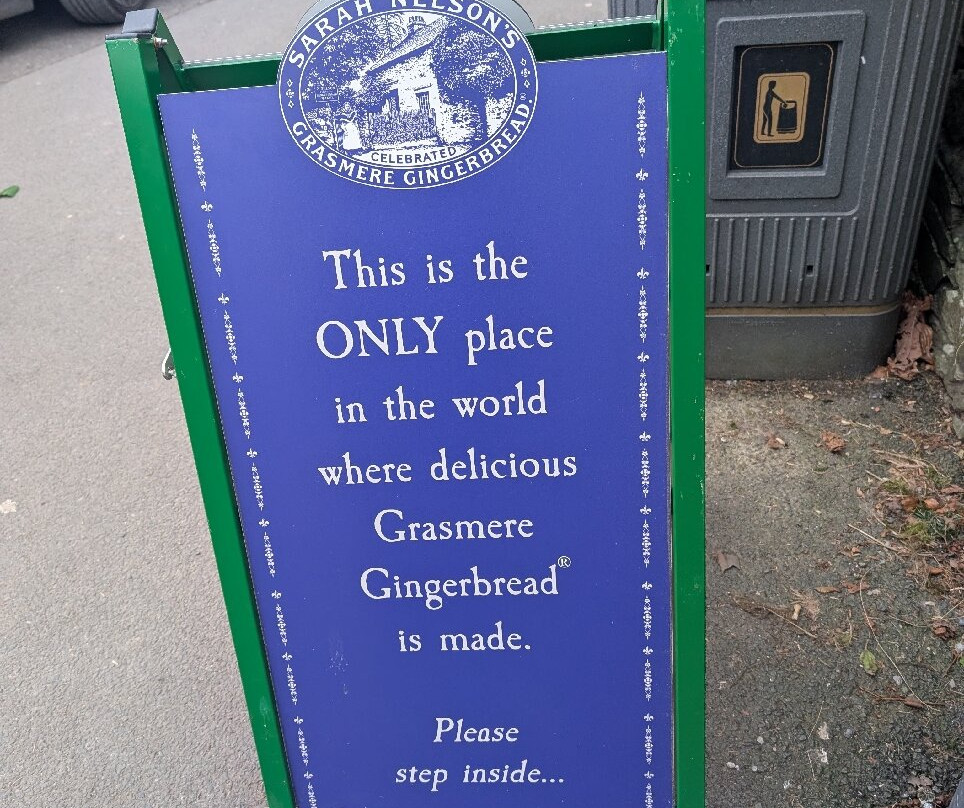 SARAH NELSON'S
CELEBRATED
GRASMERE GINGERBREAD®
This is the
ONLY place
in the world
where delicious
Grasmere
Gingerbread®
is made.
Please
step inside...